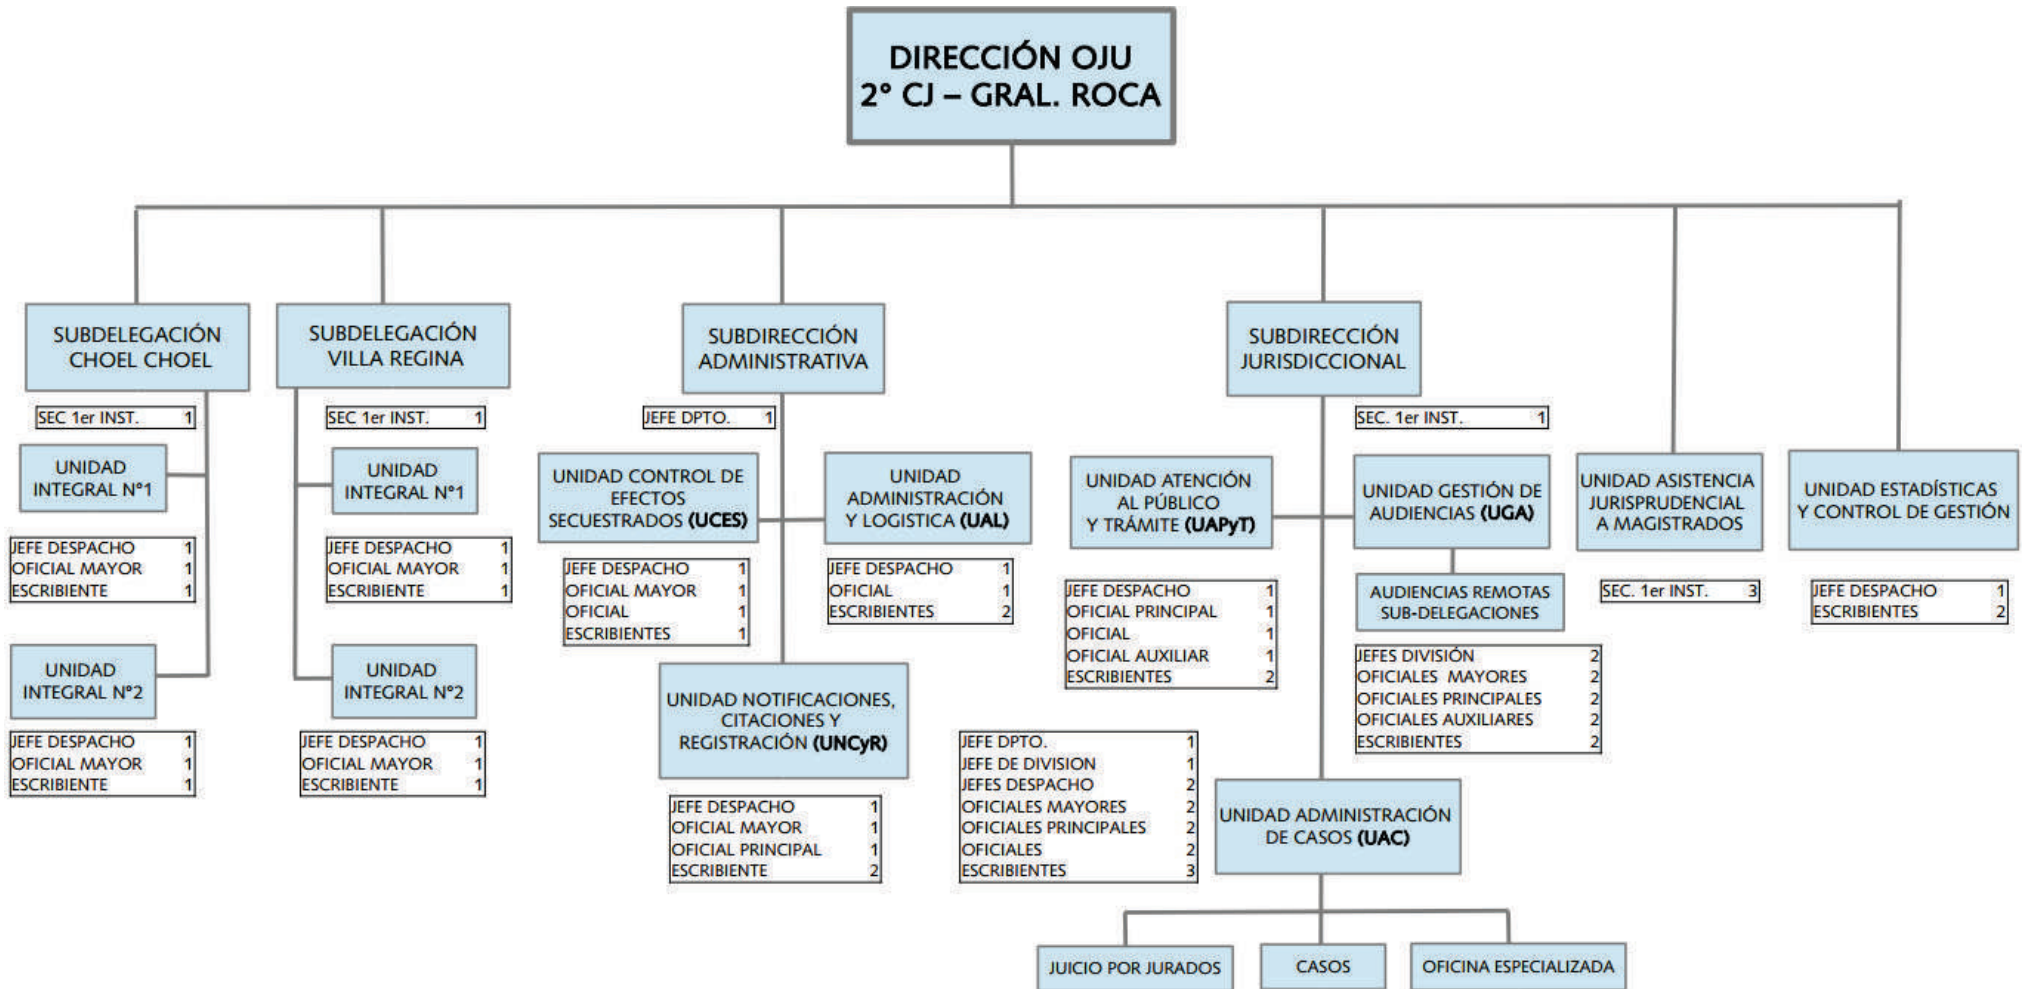 DIRECCIÓN OJU
2° CJ – GRAL. ROCA
SUBDELEGACIÓN
CHOEL CHOEL
SEC 1er INST. 1
UNIDAD
INTEGRAL N°1
JEFE DESPACHO 1
OFICIAL MAYOR 1
ESCRIBIENTE 1
UNIDAD
INTEGRAL N°2
JEFE DESPACHO 1
OFICIAL MAYOR 1
ESCRIBIENTE 1
SUBDELEGACIÓN
VILLA REGINA
SEC 1er INST. 1
UNIDAD
INTEGRAL N°1
JEFE DESPACHO 1
OFICIAL MAYOR 1
ESCRIBIENTE 1
UNIDAD
INTEGRAL N°2
JEFE DESPACHO 1
OFICIAL MAYOR 1
ESCRIBIENTE 1
SUBDIRECCIÓN
ADMINISTRATIVA
JEFE DPTO. 1
UNIDAD CONTROL DE
EFECTOS
SECUESTRADOS (UCES)
JEFE DESPACHO 1
OFICIAL MAYOR 1
OFICIAL 1
ESCRIBIENTES 1
UNIDAD
ADMINISTRACIÓN
Y LOGISTICA (UAL)
JEFE DESPACHO 1
OFICIAL 1
ESCRIBIENTES 2
UNIDAD NOTIFICACIONES,
CITACIONES Y
REGISTRACIÓN (UNCyR)
JEFE DESPACHO 1
OFICIAL MAYOR 1
OFICIAL PRINCIPAL 1
ESCRIBIENTE 2
SUBDIRECCIÓN
JURISDICCIONAL
SEC. 1er INST. 1
UNIDAD ATENCIÓN
AL PÚBLICO
Y TRÁMITE (UAPyT)
JEFE DESPACHO 1
OFICIAL PRINCIPAL 1
OFICIAL 1
OFICIAL AUXILIAR 1
ESCRIBIENTES 2
UNIDAD GESTIÓN DE
AUDIENCIAS (UGA)
AUDIENCIAS REMOTAS
SUB-DELEGACIONES
JEFES DIVISIÓN 2
OFICIALES MAYORES 2
OFICIALES PRINCIPALES 2
OFICIALES AUXILIARES 2
ESCRIBIENTES 2
JEFE DPTO. 1
JEFE DE DIVISION 1
JEFES DESPACHO 2
OFICIALES MAYORES 2
OFICIALES PRINCIPALES 2
OFICIALES 2
ESCRIBIENTES 3
UNIDAD ADMINISTRACIÓN
DE CASOS (UAC)
JUICIO POR JURADOS
CASOS
OFICINA ESPECIALIZADA
UNIDAD ASISTENCIA
JURISPRUDENCIAL
A MAGISTRADOS
SEC. 1er INST. 3
UNIDAD ESTADÍSTICAS
Y CONTROL DE GESTIÓN
JEFE DESPACHO 1
ESCRIBIENTES 2